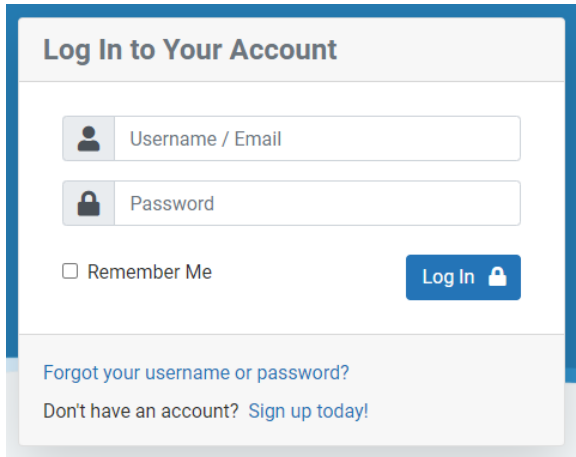 Log In to Your Account
Username / Email
Password
Remember Me
Log In
Forgot your username or password?
Don't have an account? Sign up today!